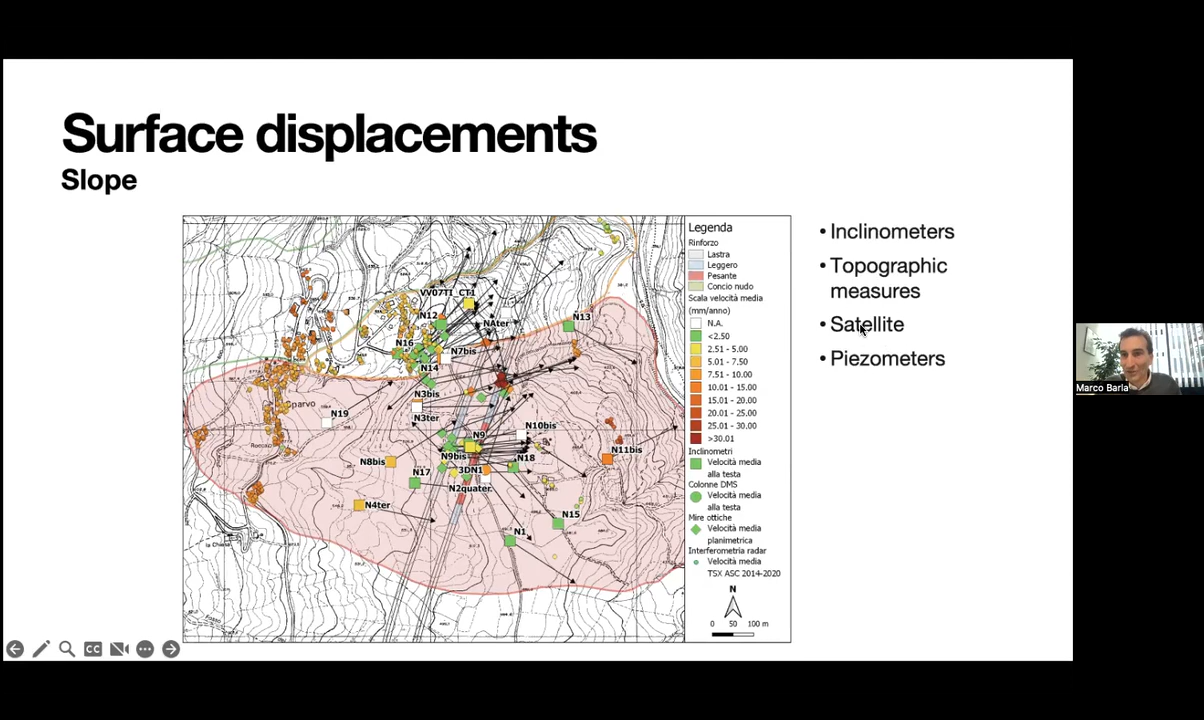 Surface displacements
Slope
VV07T1_CT1
N12
NAter
N13
N16
N7bis
N14
N3bis
N3ter
N19
N9
N10bis
N9bis
N8bis
3DN1
N18
N11bis
N17
N2quater
N4ter
N15
N1
la Chiesa
Legenda
Rinforzo
Lastra
Leggero
Pesante
Concio nudo
Scala velocità media
(mm/anno)
N.A.
<2.50
2.51 - 5.00
5.01 - 7.50
7.51 - 10.00
10.01 - 15.00
15.01 - 20.00
20.01 - 25.00
25.01 - 30.00
>30.01
Inclinometri
Velocità media
alla testa
Colonne DMS
Velocità media
alla testa
Mire ottiche
Velocità media
planimetrica
Interferometria radar
Velocità media
TSX ASC 2014-2020
N
0 50 100 m
• Inclinometers
• Topographic
measures
• Satellite
• Piezometers
CC
Marco Barla